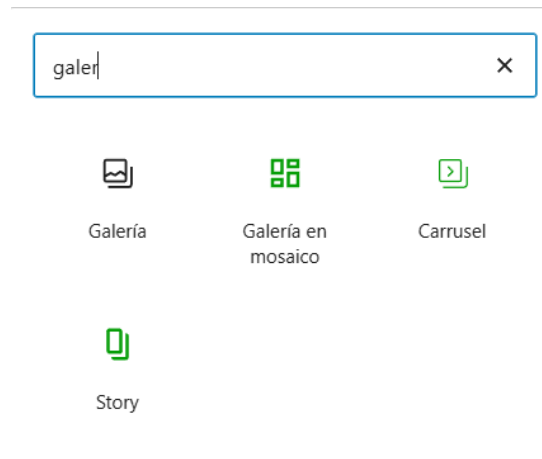 galer
Galería
Galería en
mosaico
Carrusel
Story